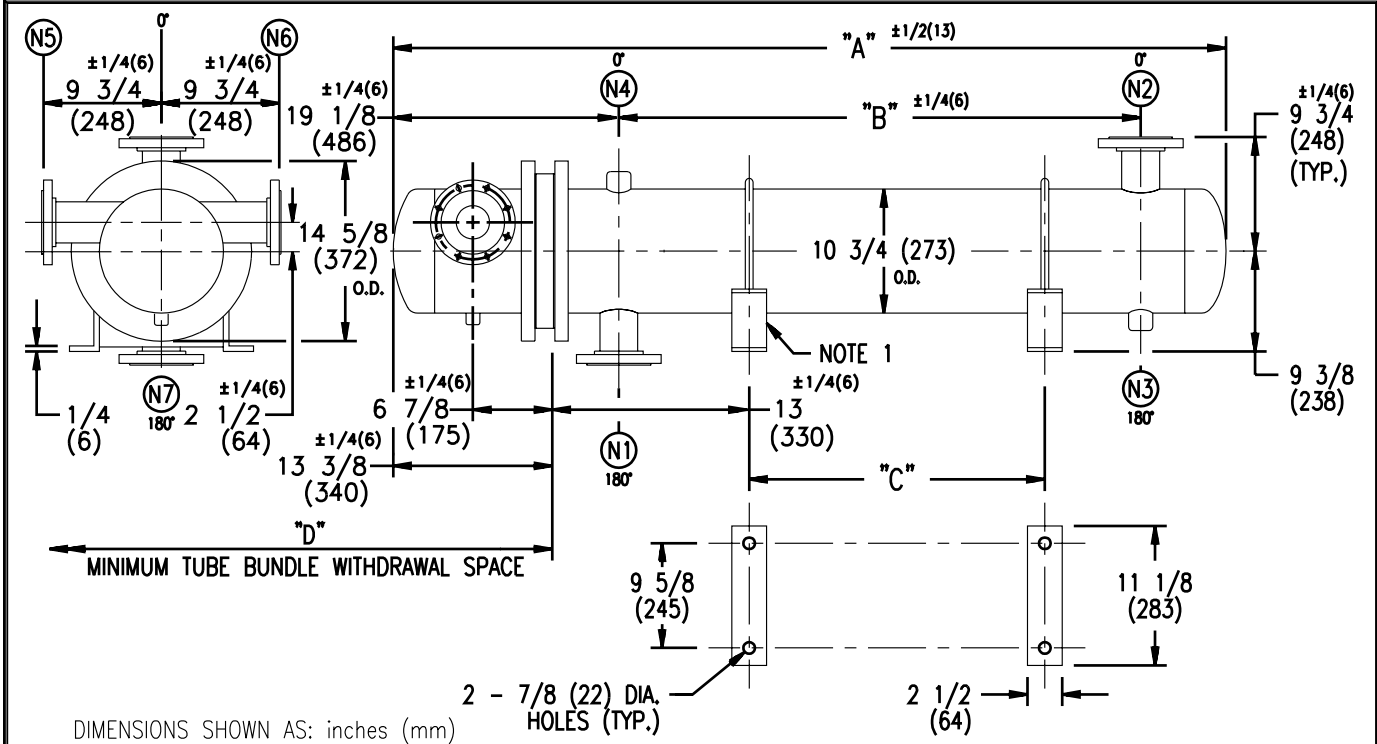 N5
0°
N6
±1/4(6)
±1/4(6)
9 3/4
(248)
9 3/4
(248)
±1/4(6)
19 1/8
(486)
"A" ±1/2(13)
0°
N4
"B" ±1/4(6)
0°
N2
±1/4(6)
9 3/4
(248)
(TYP.)
14 5/8
(372)
O.D.
10 3/4 (273)
O.D.
NOTE 1
1/4
(6)
N7
180°
±1/4(6)
2 1/2
(64)
±1/4(6)
6 7/8
(175)
±1/4(6)
13
(330)
N3
180°
9 3/8
(238)
±1/4(6)
13 3/8
(340)
N1
180°
"C"
"D"
MINIMUM TUBE BUNDLE WITHDRAWAL SPACE
9 5/8
(245)
11 1/8
(283)
2 - 7/8 (22) DIA.
HOLES (TYP.)
2 1/2
(64)
DIMENSIONS SHOWN AS: inches (mm)